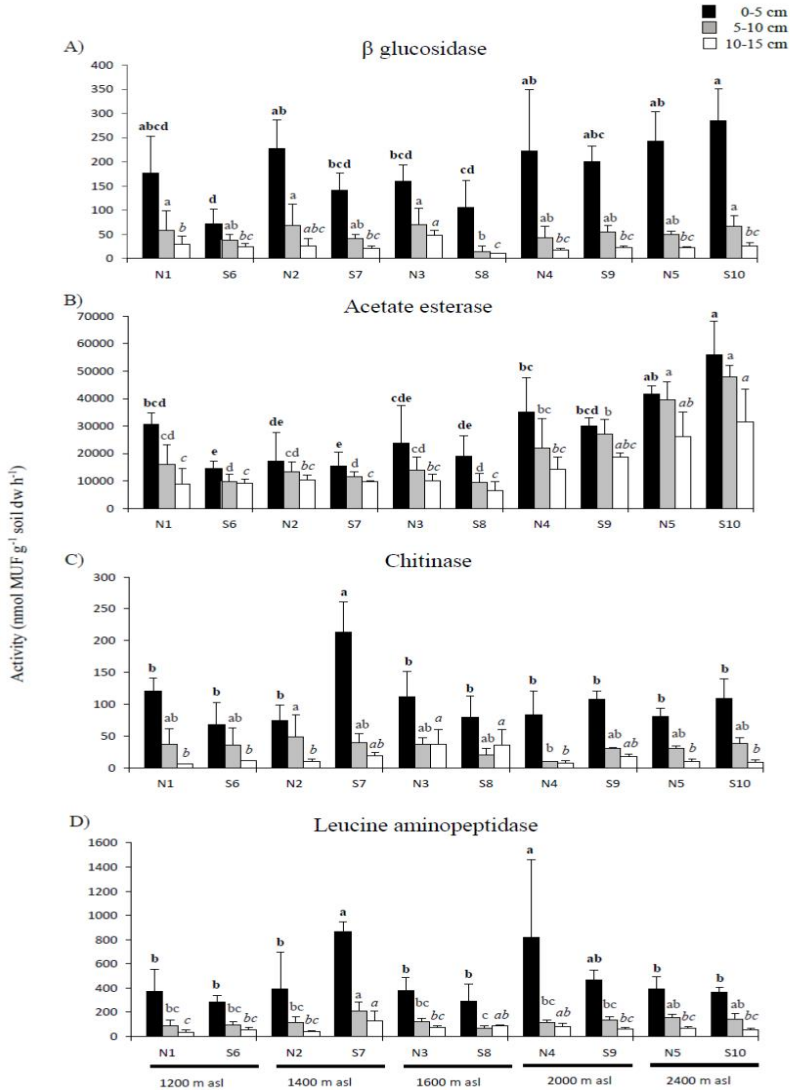 0-5 cm
5-10 cm
10-15 cm
A)
β glucosidase
400
350
300
250
200
150
100
50
0
abcd a b
d ab bc
ab a abc
bcd ab bc
bcd a a
cd b c
ab ab bc
abc ab bc
ab ab bc
a a bc
N1 S6 N2 S7 N3 S8 N4 S9 N5 S10
B)
Acetate esterase
70000
60000
50000
40000
30000
20000
10000
0
bcd cd c
e d c
de cd bc
e d c
cde cd bc
de d c
bc bc bc
bcd b abc
ab a ab
a a a
N1 S6 N2 S7 N3 S8 N4 S9 N5 S10
C)
Chitinase
300
250
200
150
100
50
0
b ab b
b ab b
b a b
a ab ab
b ab a
b ab a
b b b
b ab ab
b ab b
b ab b
N1 S6 N2 S7 N3 S8 N4 S9 N5 S10
D)
Leucine aminopeptidase
1600
1400
1200
1000
800
600
400
200
0
b bc c
b bc bc
b bc bc
a a a
b bc bc
b c ab
a bc ab
ab bc bc
b ab bc
b ab bc
N1 S6 N2 S7 N3 S8 N4 S9 N5 S10
1200 m asl 1400 m asl 1600 m asl 2000 m asl 2400 m asl
Activity (nmol MUF g⁻¹ soil dw h⁻¹)